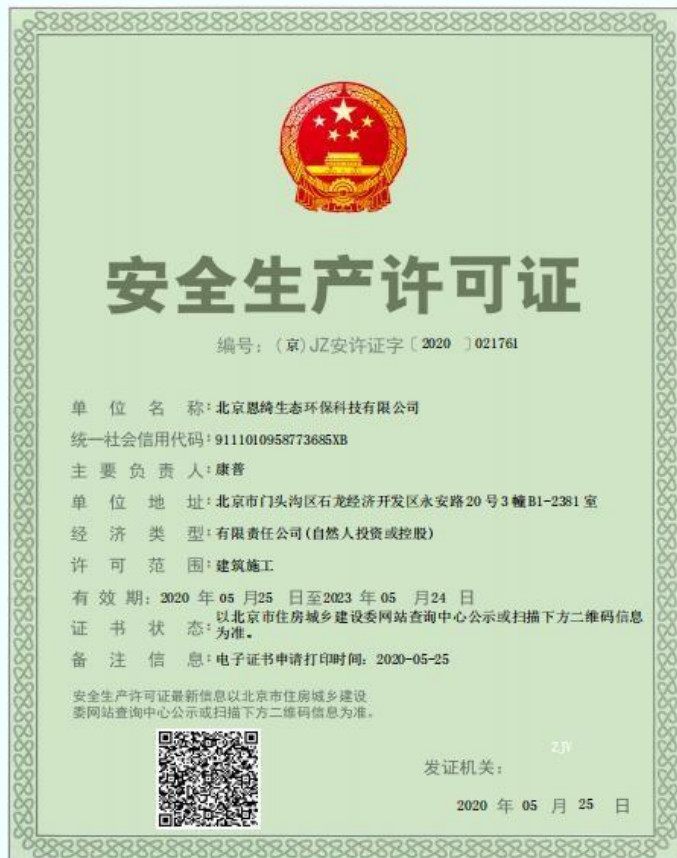 安全生产许可证
编号：（京）JZ安许证字〔2020〕021761
单位名称：北京恩绮生态环保科技有限公司
统一社会信用代码：9111010958773685XB
主要负责人：康普
单位地址：北京市门头沟区石龙经济开发区永安路20号3幢B1-2381室
经济类型：有限责任公司(自然人投资或控股)
许可范围：建筑施工
有效期：2020 年 05 月25 日至2023 年 05 月24 日
证书状态：以北京市住房城乡建设委网站查询中心公示或扫描下方二维码信息
为准。
备注信息：电子证书申请打印时间：2020-05-25
安全生产许可证最新信息以北京市住房城乡建设
委网站查询中心公示或扫描下方二维码信息为准。
ZJV
发证机关：
2020 年 05 月 25 日